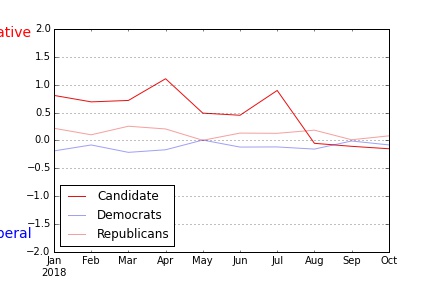 ative
2.0
1.5
1.0
0.5
0.0
−0.5
−1.0
−1.5
−2.0
Candidate
Democrats
Republicans
beral
Jan Feb Mar Apr May Jun Jul Aug Sep Oct
2018